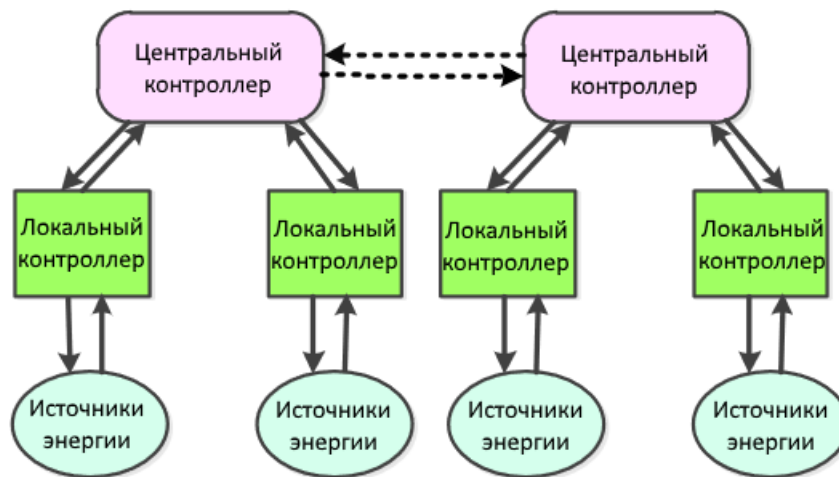 Центральный
контроллер
Центральный
контроллер
Локальный
контроллер
Локальный
контроллер
Локальный
контроллер
Локальный
контроллер
Источники
энергии
Источники
энергии
Источники
энергии
Источники
энергии